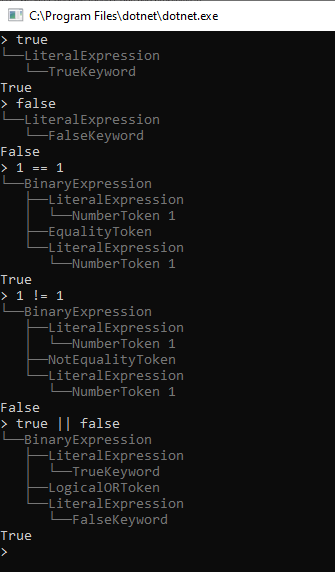 C:\Program Files\dotnet\dotnet.exe
> true
└──LiteralExpression
   └──TrueKeyword
True
> false
└──LiteralExpression
   └──FalseKeyword
False
> 1 == 1
└──BinaryExpression
   ├──LiteralExpression
   │  └──NumberToken 1
   ├──EqualityToken
   └──LiteralExpression
      └──NumberToken 1
True
> 1 != 1
└──BinaryExpression
   ├──LiteralExpression
   │  └──NumberToken 1
   ├──NotEqualityToken
   └──LiteralExpression
      └──NumberToken 1
False
> true || false
└──BinaryExpression
   ├──LiteralExpression
   │  └──TrueKeyword
   ├──LogicalORToken
   └──LiteralExpression
      └──FalseKeyword
True
>